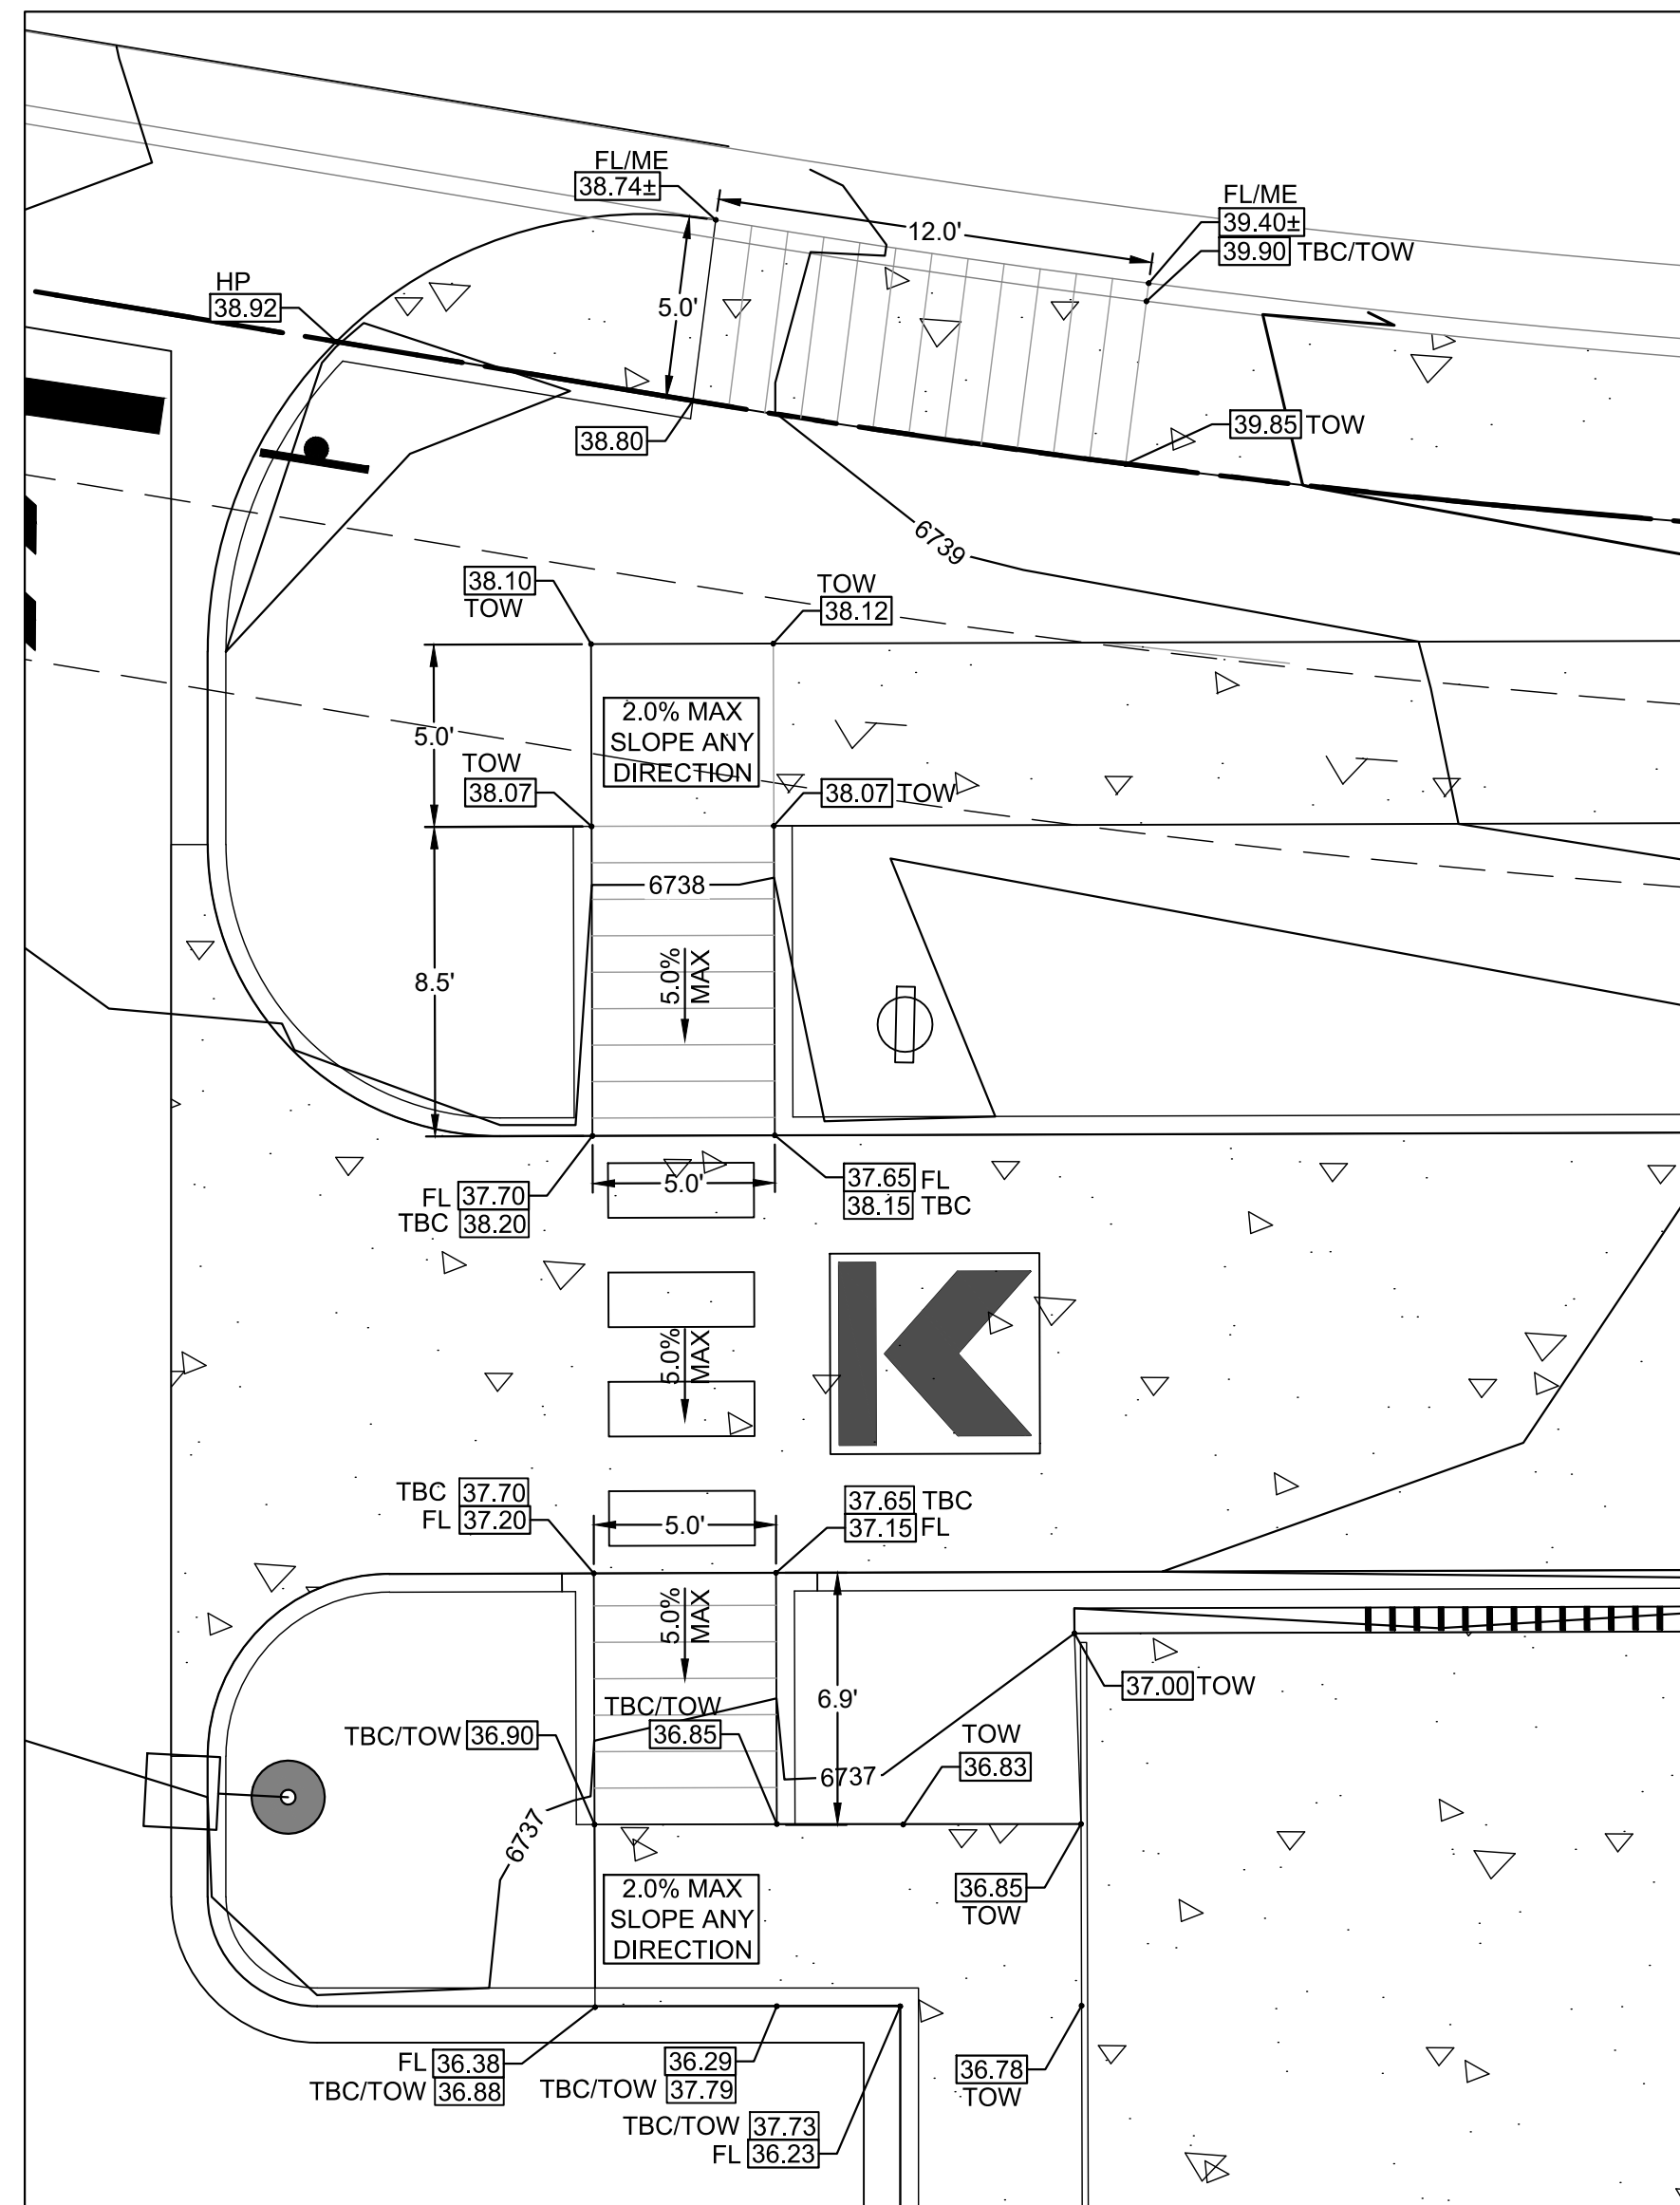 FL/ME
38.74±
12.0'
FL/ME
39.40±
39.90 TBC/TOW
HP
38.92
5.0'
38.80
39.85 TOW
6739
38.10
TOW
TOW
38.12
2.0% MAX
SLOPE ANY
DIRECTION
5.0'
TOW
38.07
38.07 TOW
6738
5.0%
MAX
8.5'
FL 37.70
TBC 38.20
5.0'
37.65 FL
38.15 TBC
K
5.0%
MAX
TBC 37.70
FL 37.20
5.0'
37.65 TBC
37.15 FL
5.0%
MAX
6.9'
37.00 TOW
TBC/TOW 36.90
TBC/TOW
36.85
TOW
36.83
6737
6737
2.0% MAX
SLOPE ANY
DIRECTION
36.85
TOW
FL 36.38
TBC/TOW 36.88
36.29
TBC/TOW 37.79
36.78
TOW
TBC/TOW 37.73
FL 36.23